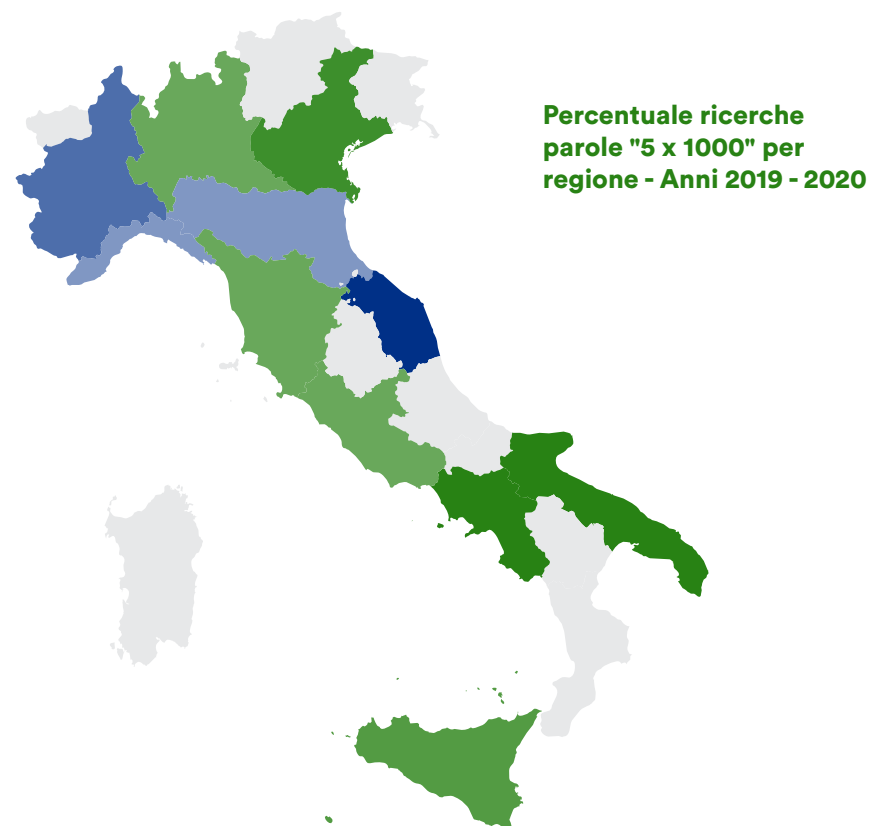 Percentuale ricerche
parole "5 x 1000" per
regione - Anni 2019 - 2020